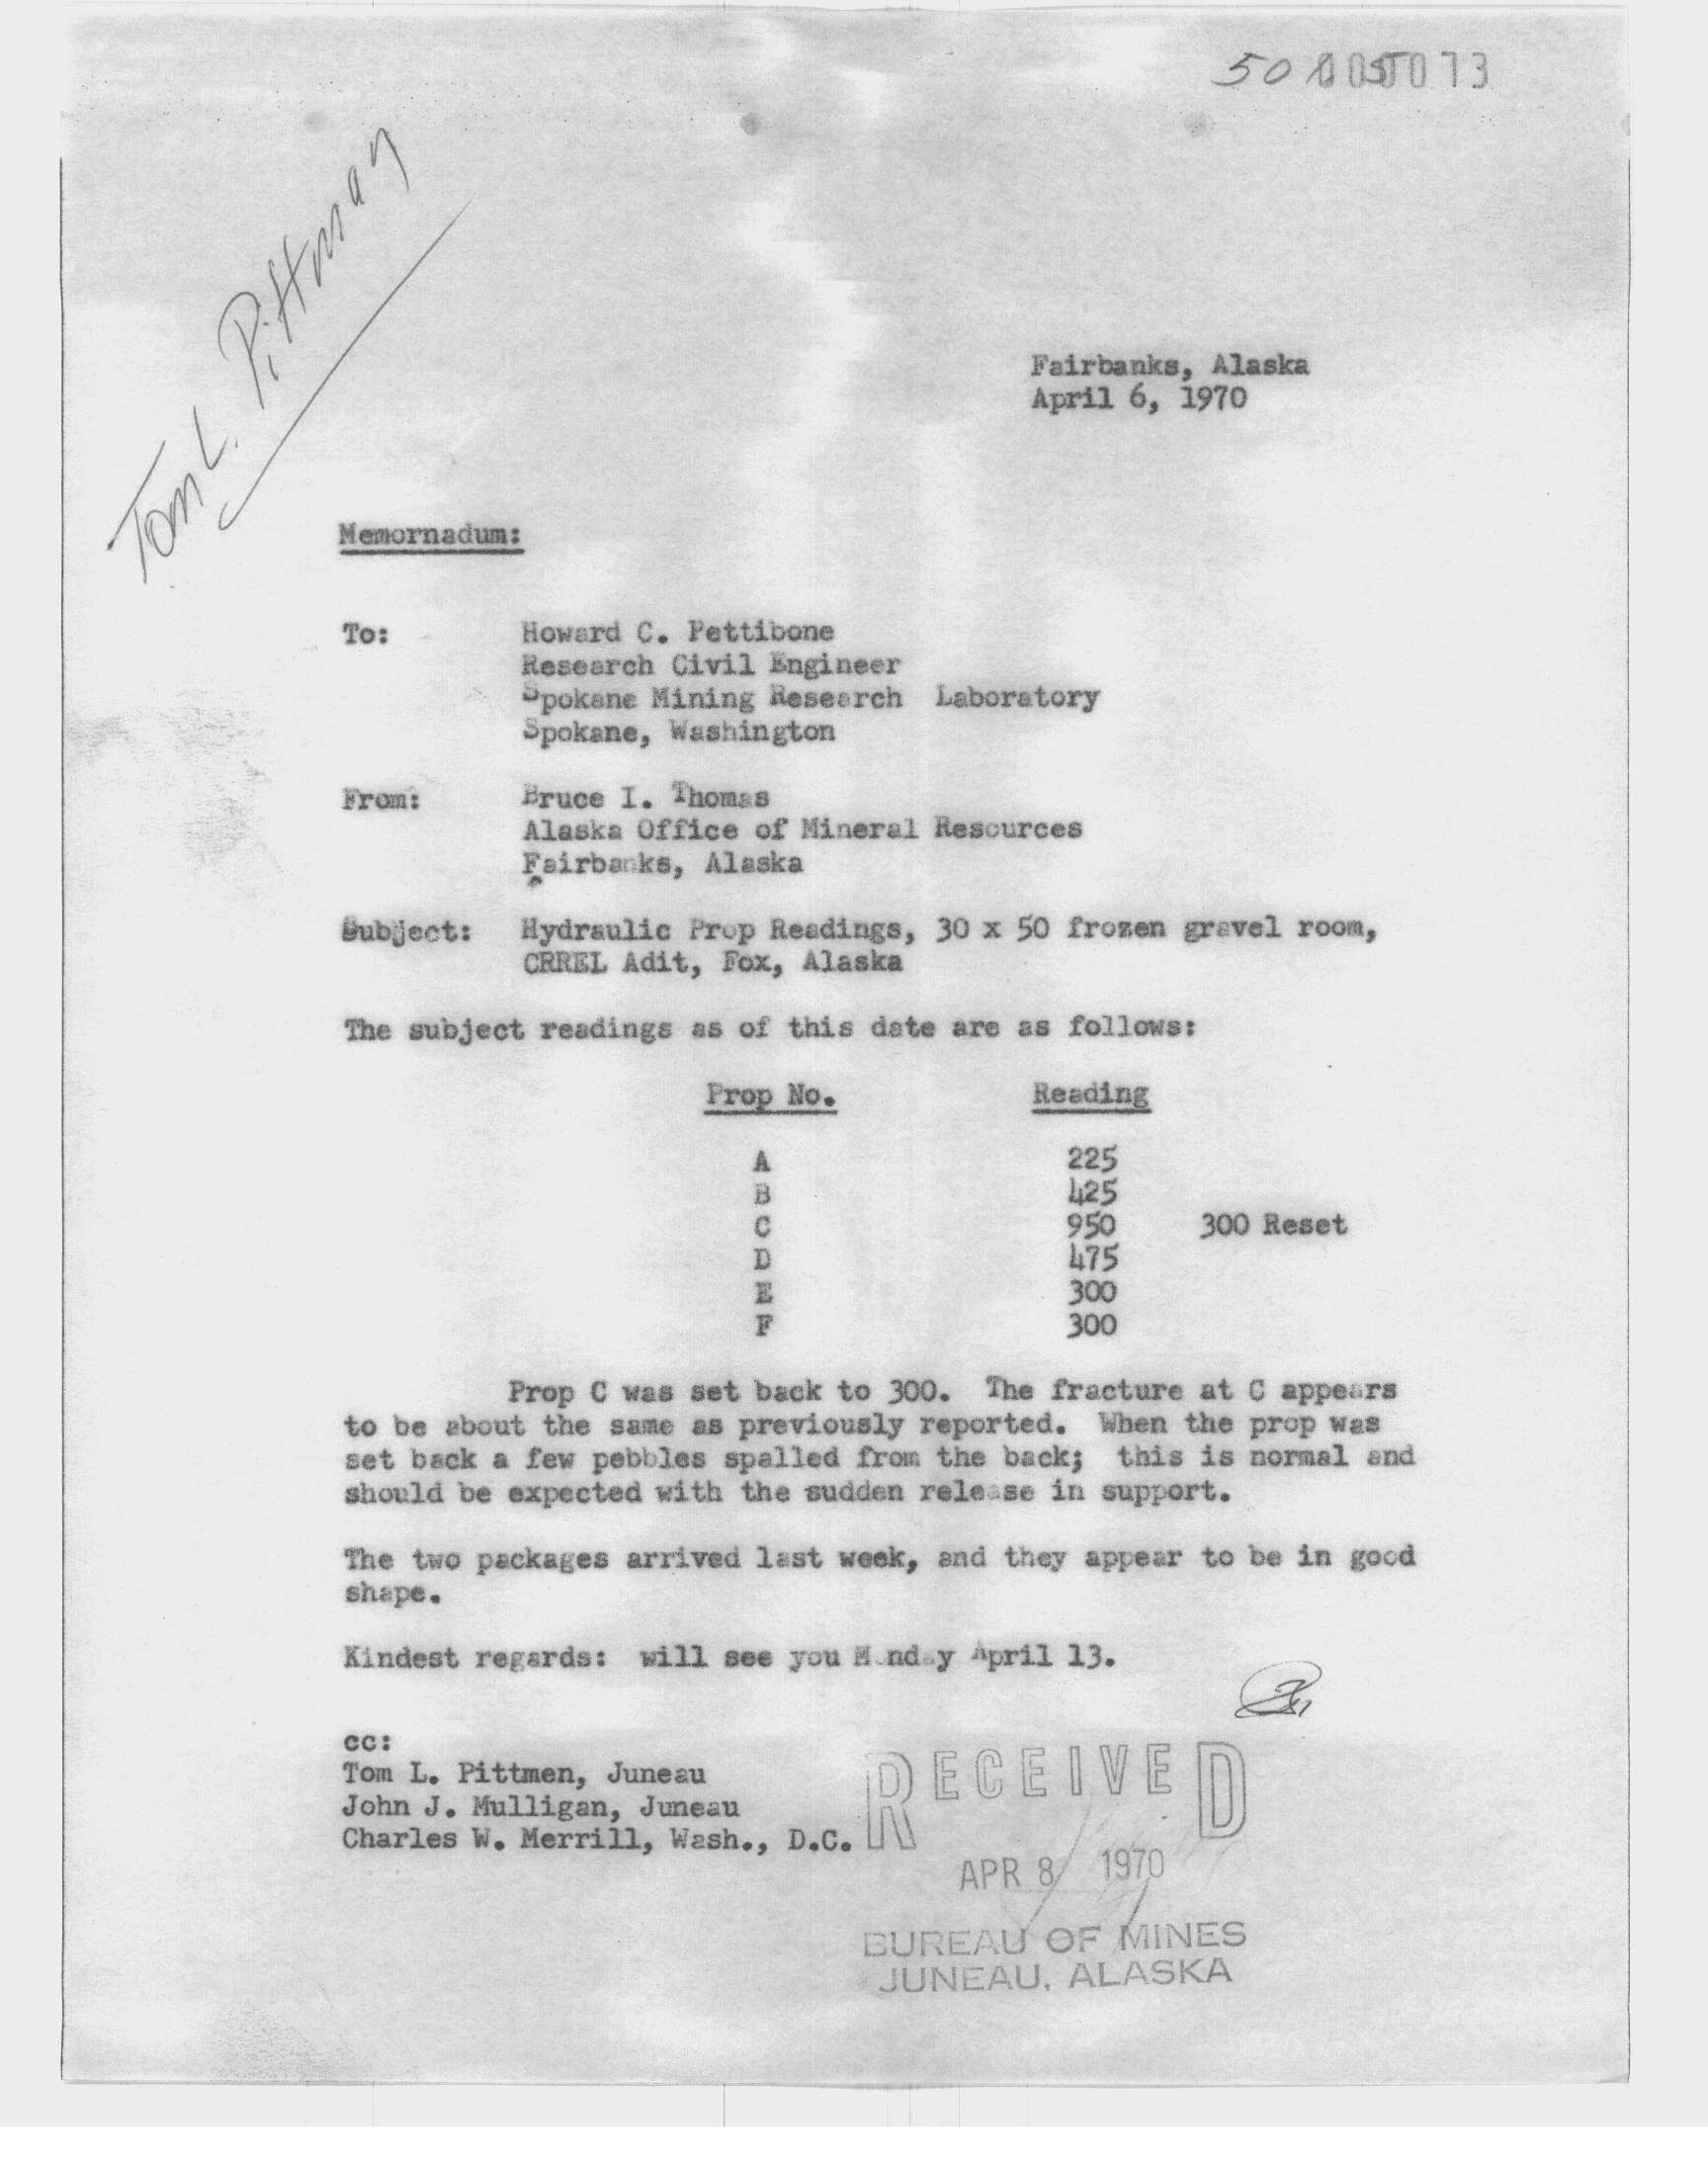 Tom L. Pittman
Fairbanks, Alaska
April 6, 1970
Memornadum:
To: Howard C. Pettibone
Research Civil Engineer
Spokane Mining Research Laboratory
Spokane, Washington
From: Bruce I. Thomas
Alaska Office of Mineral Resources
Fairbanks, Alaska
Subject: Hydraulic Prop Readings, 30 x 50 frozen gravel room,
CRREL Adit, Fox, Alaska
The subject readings as of this date are as follows:
Prop No. Reading
A 225
B 425
C 950 300 Reset
D 475
E 300
F 300
Prop C was set back to 300. The fracture at C appears
to be about the same as previously reported. When the prop was
set back a few pebbles spalled from the back; this is normal and
should be expected with the sudden release in support.
The two packages arrived last week, and they appear to be in good
shape.
Kindest regards: will see you Monday April 13.
cc:
Tom L. Pittmen, Juneau
John J. Mulligan, Juneau
Charles W. Merrill, Wash., D.C.
RECEIVED
APR 8 1970
BUREAU OF MINES
JUNEAU, ALASKA